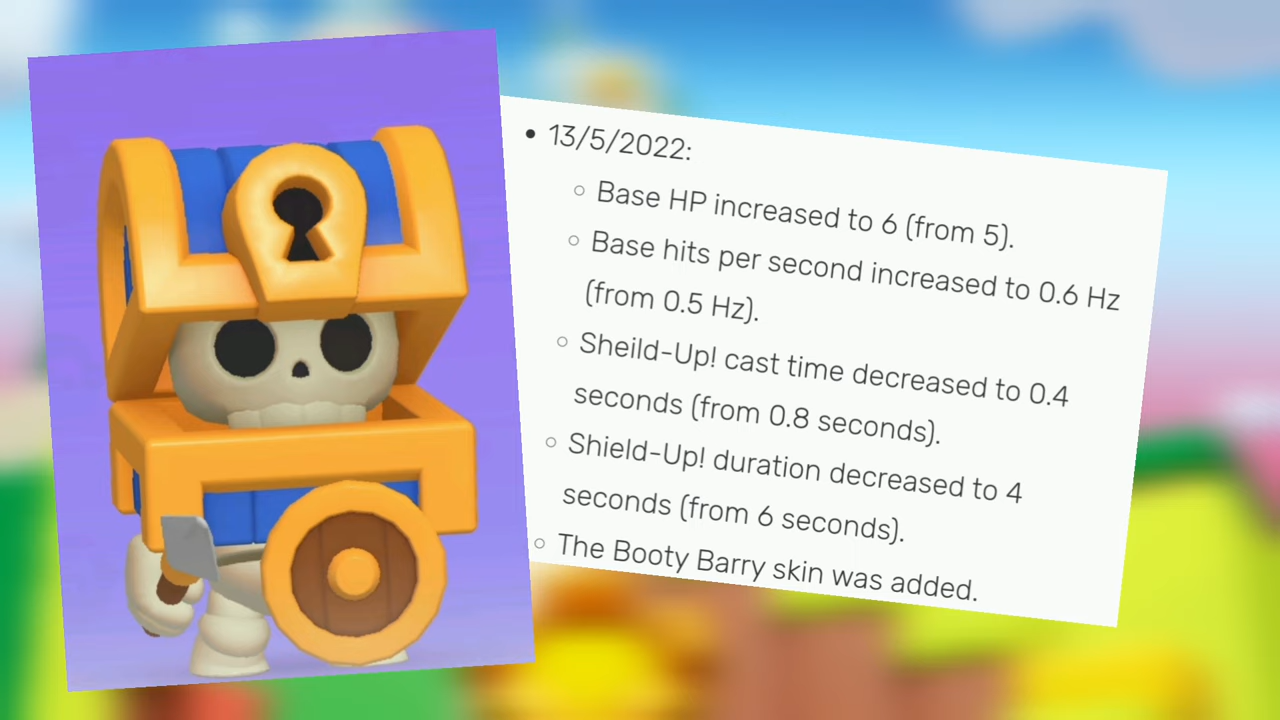 • 13/5/2022:
○ Base HP increased to 6 (from 5).
○ Base hits per second increased to 0.6 Hz
(from 0.5 Hz).
○ Sheild-Up! cast time decreased to 0.4
seconds (from 0.8 seconds).
○ Shield-Up! duration decreased to 4
seconds (from 6 seconds).
○ The Booty Barry skin was added.